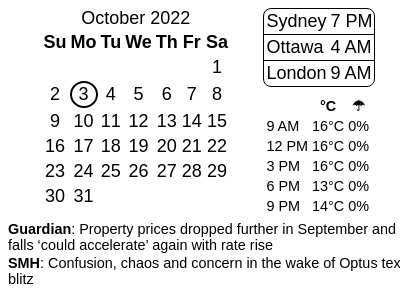 October 2022
Su Mo Tu We Th Fr Sa
1
2 3 4 5 6 7 8
9 10 11 12 13 14 15
16 17 18 19 20 21 22
23 24 25 26 27 28 29
30 31
Sydney 7 PM
Ottawa 4 AM
London 9 AM
°C ☂
9 AM 16°C 0%
12 PM 16°C 0%
3 PM 16°C 0%
6 PM 13°C 0%
9 PM 14°C 0%
Guardian: Property prices dropped further in September and
falls ‘could accelerate’ again with rate rise
SMH: Confusion, chaos and concern in the wake of Optus tex
blitz